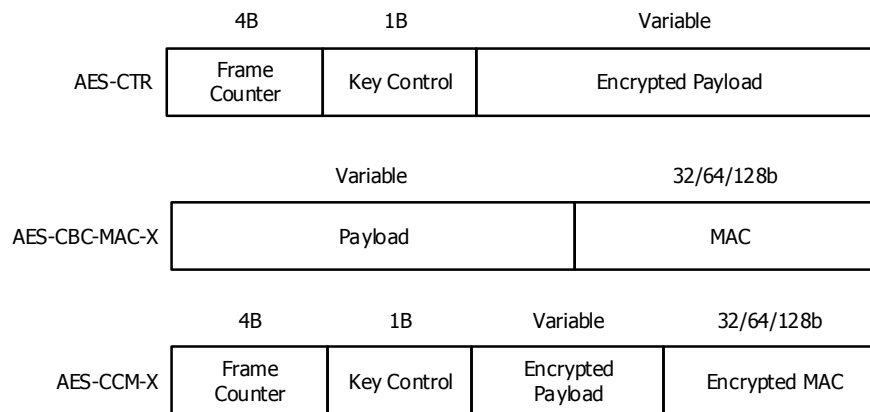 4B 1B Variable
AES-CTR Frame Counter Key Control Encrypted Payload
Variable 32/64/128b
AES-CBC-MAC-X Payload MAC
4B 1B Variable 32/64/128b
AES-CCM-X Frame Counter Key Control Encrypted Payload Encrypted MAC